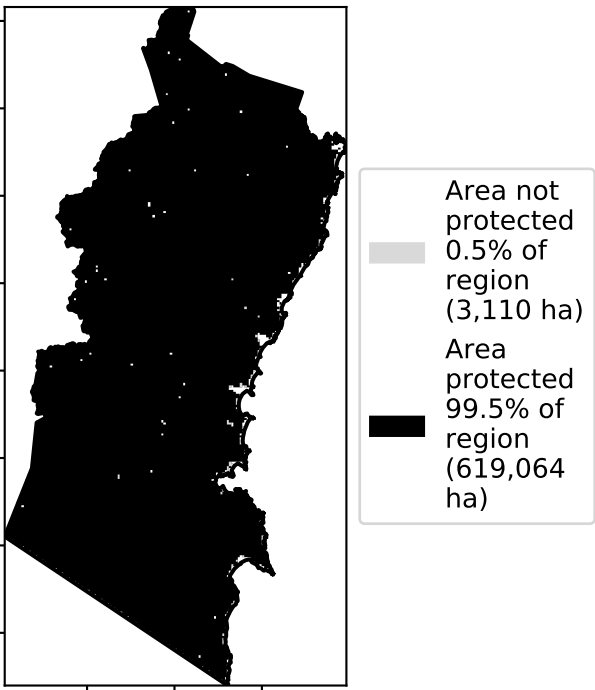 Area not
protected
0.5% of
region
(3,110 ha)
Area
protected
99.5% of
region
(619,064
ha)